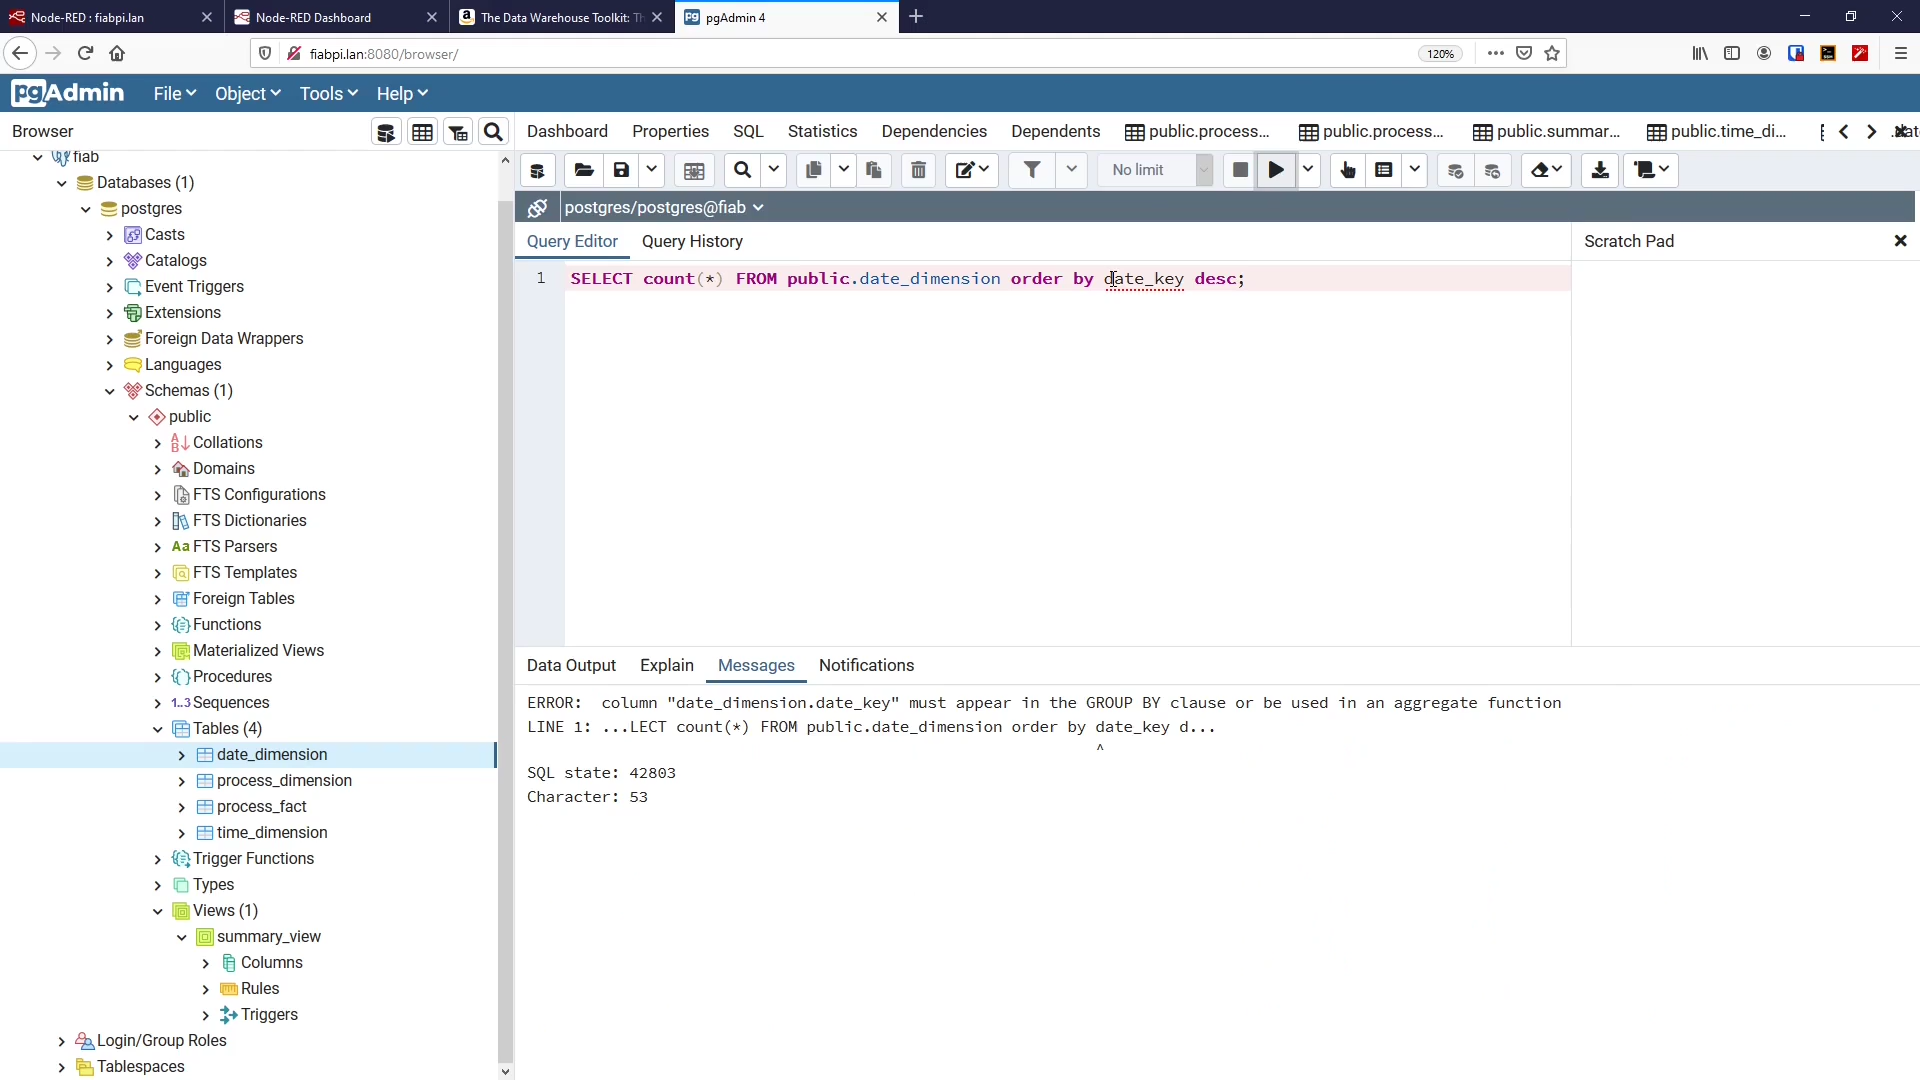 Node-RED : fiabpi.lan
Node-RED Dashboard
The Data Warehouse Toolkit: Th
pgAdmin 4
fiabpi.lan:8080/browser/
120%
pgAdmin
File
Object
Tools
Help
Browser
Dashboard
Properties
SQL
Statistics
Dependencies
Dependents
public.process...
public.process...
public.summar...
public.time_di...
No limit
postgres/postgres@fiab
Query Editor
Query History
Scratch Pad
1 SELECT count(*) FROM public.date_dimension order by date_key desc;
fiab
Databases (1)
postgres
Casts
Catalogs
Event Triggers
Extensions
Foreign Data Wrappers
Languages
Schemas (1)
public
Collations
Domains
FTS Configurations
FTS Dictionaries
Aa FTS Parsers
FTS Templates
Foreign Tables
Functions
Materialized Views
Procedures
1..3 Sequences
Tables (4)
date_dimension
process_dimension
process_fact
time_dimension
Trigger Functions
Types
Views (1)
summary_view
Columns
Rules
Triggers
Login/Group Roles
Tablespaces
Data Output
Explain
Messages
Notifications
ERROR: column "date_dimension.date_key" must appear in the GROUP BY clause or be used in an aggregate function
LINE 1: ...LECT count(*) FROM public.date_dimension order by date_key d...
^
SQL state: 42803
Character: 53